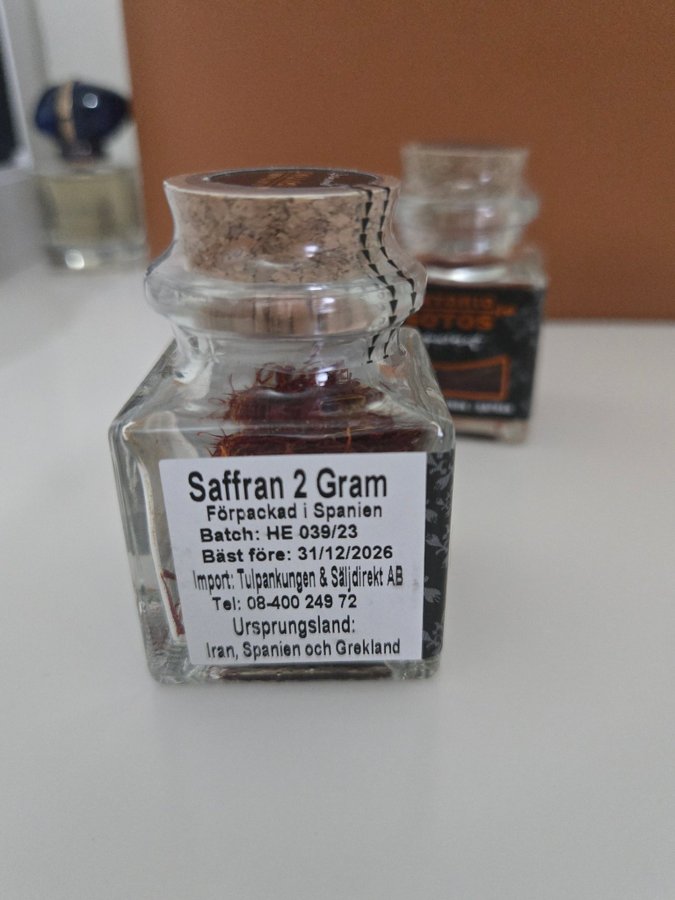 Saffran 2 Gram
Förpackad i Spanien
Batch: HE 039/23
Bäst före: 31/12/2026
Import: Tulpankungen & Säljdirekt AB
Tel: 08-400 249 72
Ursprungsland:
Iran, Spanien och Grekland